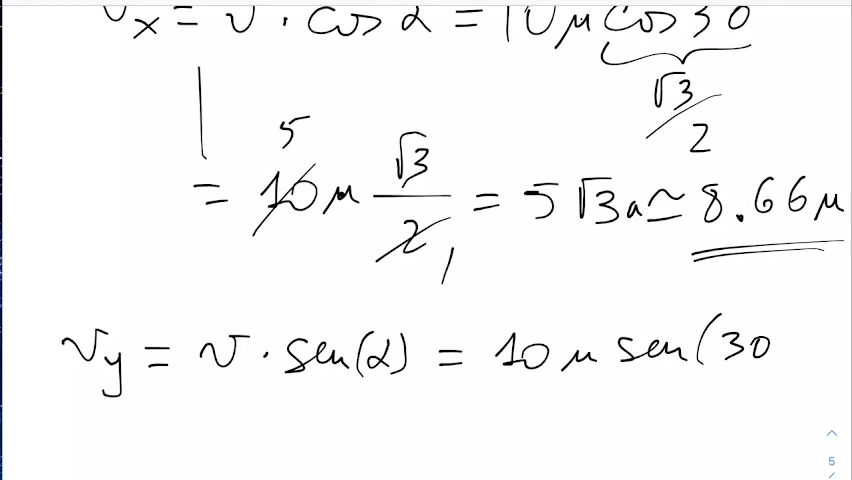 vx = v · cos α = 10 u cos 30
√3/2
5
= 10 u √3/2 = 5 √3 u ≃ 8.66 u
1
vy = v · sen(α) = 10 u sen(30
5